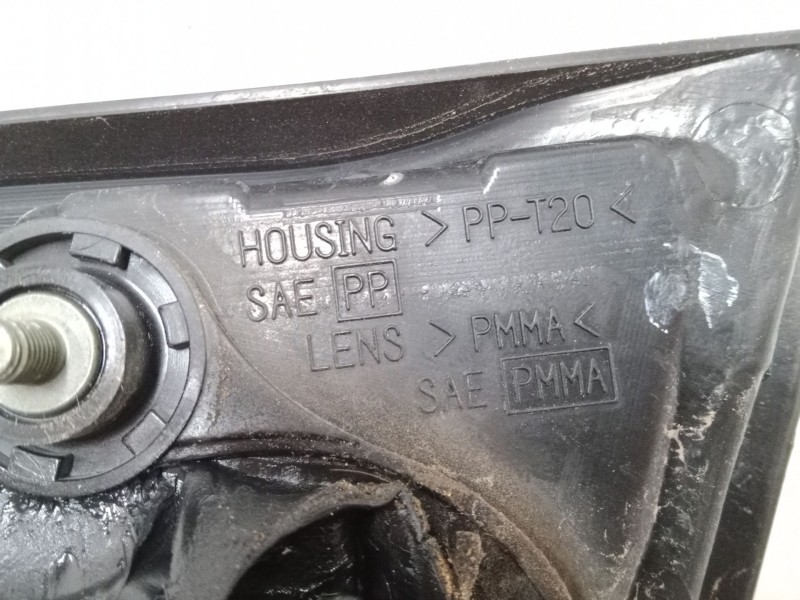 HOUSING >PP-T20<
SAE PP
LENS >PMMA<
SAE PMMA